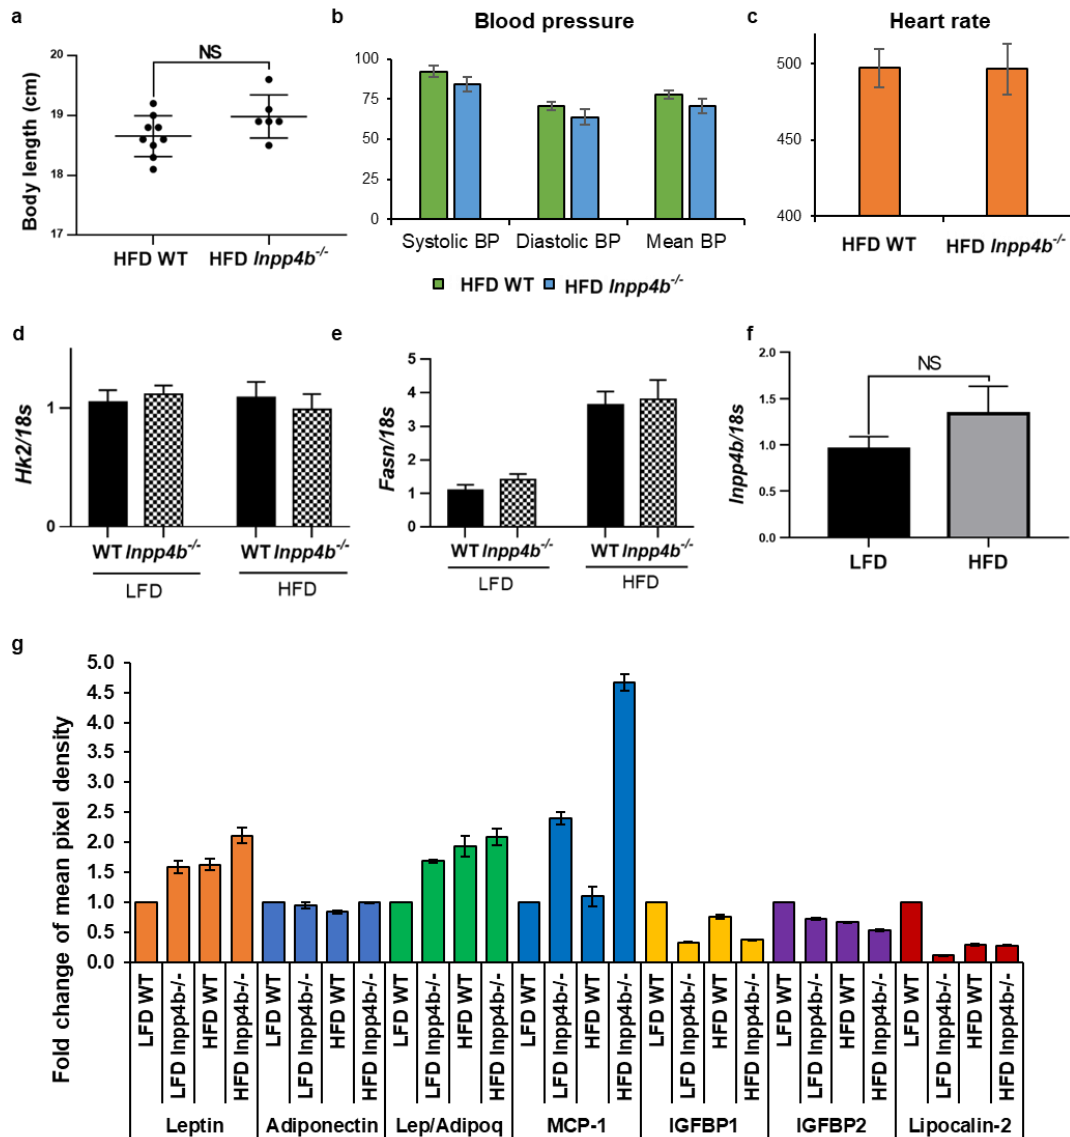 a
Body length (cm)
20
19
18
17
NS
HFD WT
HFD Inpp4b-/-
b
Blood pressure
100
75
50
25
0
Systolic BP Diastolic BP Mean BP
HFD WT HFD Inpp4b-/-
c
Heart rate
500
450
400
HFD WT HFD Inpp4b-/-
d
Hk2/18s
1
0
WT Inpp4b-/- WT Inpp4b-/-
LFD HFD
e
Fasn/18s
5
4
3
2
1
0
WT Inpp4b-/- WT Inpp4b-/-
LFD HFD
f
Inpp4b/18s
2.0
1.5
1.0
0.5
0.0
NS
LFD HFD
g
Fold change of mean pixel density
5.0
4.5
4.0
3.5
3.0
2.5
2.0
1.5
1.0
0.5
0.0
LFD WT
LFD Inpp4b-/-
HFD WT
HFD Inpp4b-/-
LFD WT
LFD Inpp4b-/-
HFD WT
HFD Inpp4b-/-
LFD WT
LFD Inpp4b-/-
HFD WT
HFD Inpp4b-/-
LFD WT
LFD Inpp4b-/-
HFD WT
HFD Inpp4b-/-
LFD WT
LFD Inpp4b-/-
HFD WT
HFD Inpp4b-/-
LFD WT
LFD Inpp4b-/-
HFD WT
HFD Inpp4b-/-
LFD WT
LFD Inpp4b-/-
HFD WT
HFD Inpp4b-/-
Leptin Adiponectin Lep/Adipoq MCP-1 IGFBP1 IGFBP2 Lipocalin-2